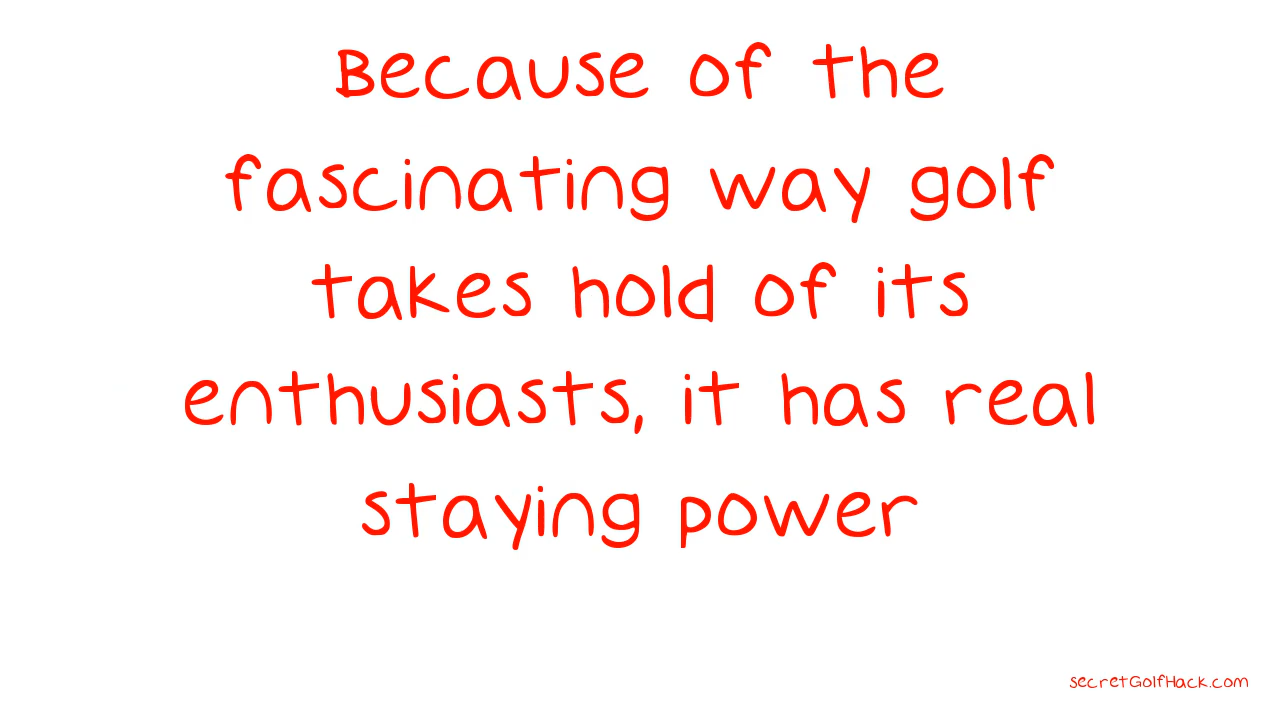 Because of the
fascinating way golf
takes hold of its
enthusiasts, it has real
staying power
secretGolfHack.com